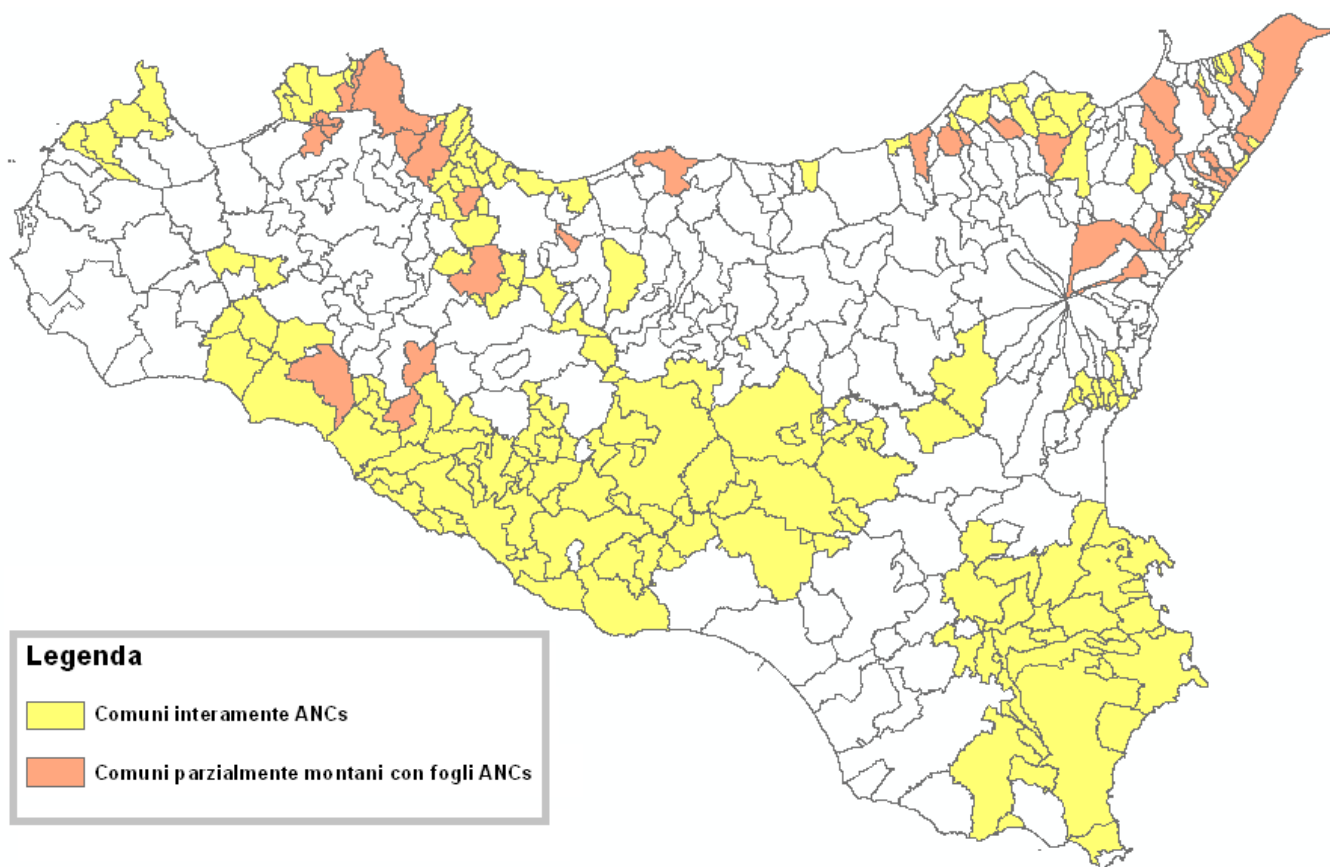 Legenda
Comuni interamente ANCs
Comuni parzialmente montani con fogli ANCs